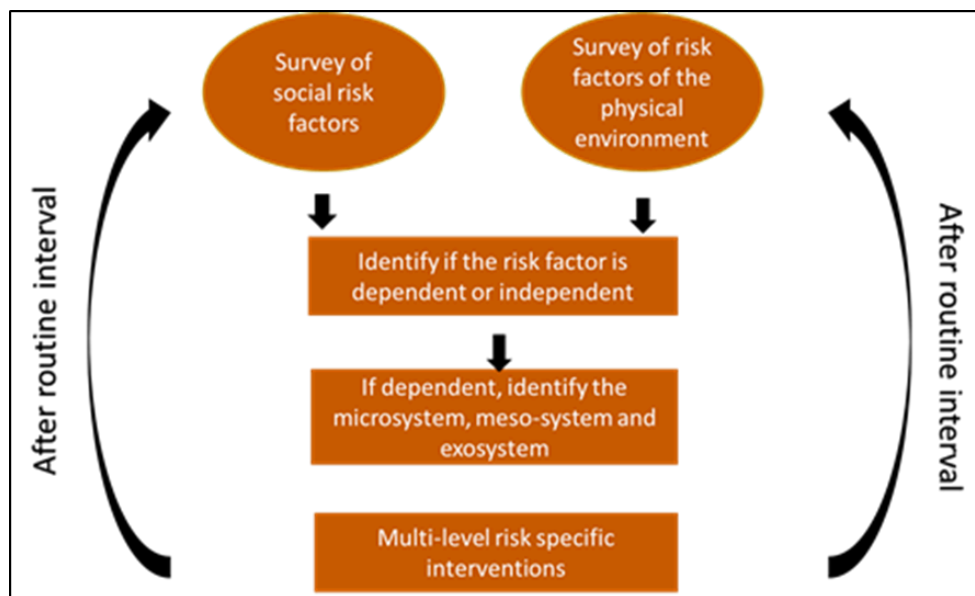 Survey of
social risk
factors
Survey of risk
factors of the
physical
environment
After routine interval
Identify if the risk factor is
dependent or independent
If dependent, identify the
microsystem, meso-system and
exosystem
Multi-level risk specific
interventions
After routine interval